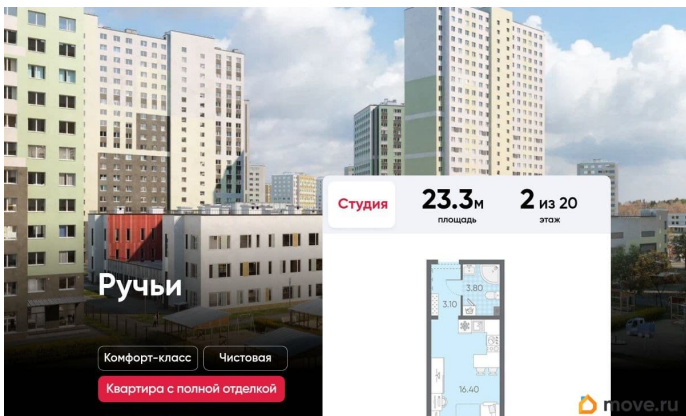 Студия
23.3м
площадь
2 из 20
этаж
3.80
3.10
16.40
Ручьи
Комфорт-класс
Чистовая
Квартира с полной отделкой
move.ru